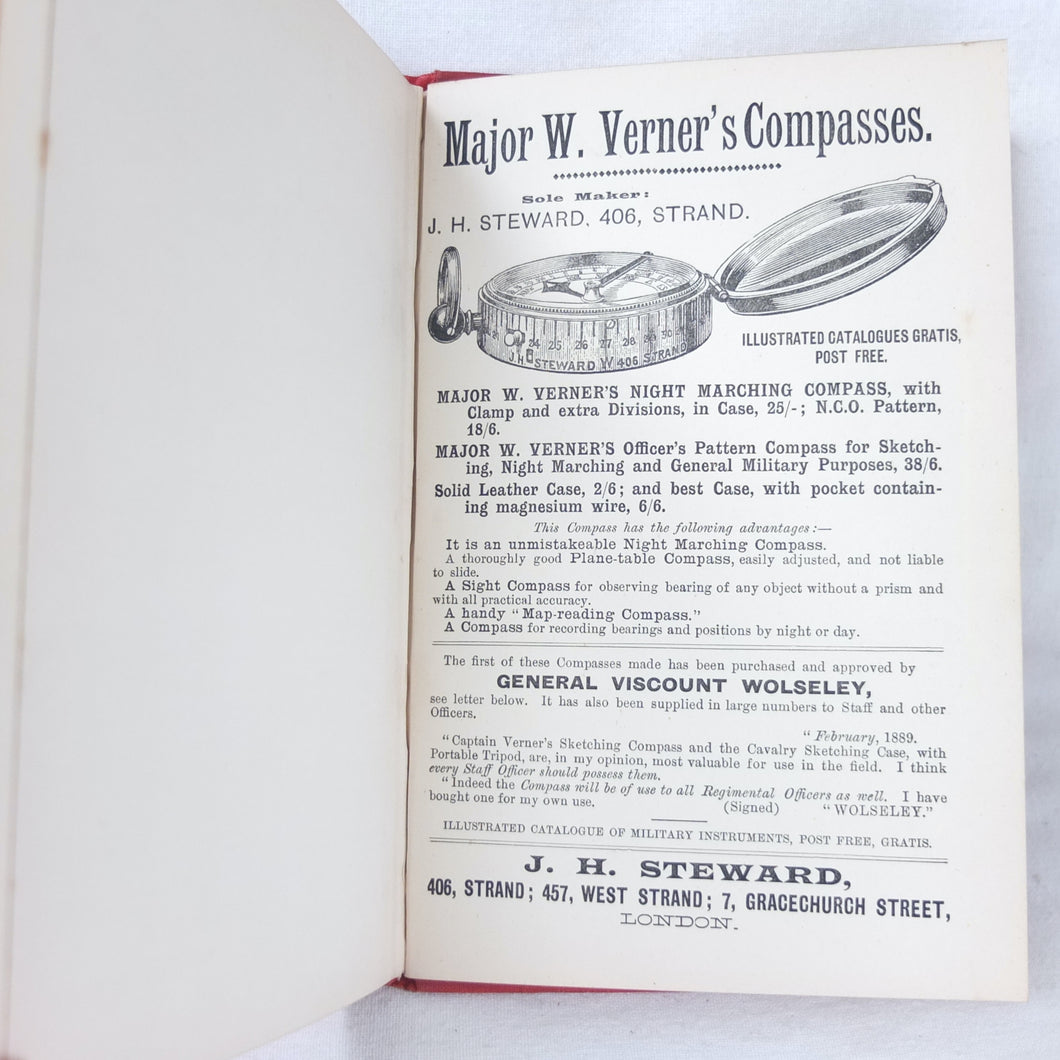 Major W. Verner's Compasses.
Sole Maker:
J. H. STEWARD, 406, STRAND.
24 25 26 27 28 29 30
J.H. STEWARD 406 STRAND
ILLUSTRATED CATALOGUES GRATIS,
POST FREE.
MAJOR W. VERNER'S NIGHT MARCHING COMPASS, with
Clamp and extra Divisions, in Case, 25/-; N.C.O. Pattern,
18/6.
MAJOR W. VERNER'S Officer's Pattern Compass for Sketch-
ing, Night Marching and General Military Purposes, 38/6.
Solid Leather Case, 2/6; and best Case, with pocket contain-
ing magnesium wire, 6/6.
This Compass has the following advantages:—
It is an unmistakeable Night Marching Compass.
A thoroughly good Plane-table Compass, easily adjusted, and not liable
to slide.
A Sight Compass for observing bearing of any object without a prism and
with all practical accuracy.
A handy "Map-reading Compass."
A Compass for recording bearings and positions by night or day.
The first of these Compasses made has been purchased and approved by
GENERAL VISCOUNT WOLSELEY,
see letter below. It has also been supplied in large numbers to Staff and other
Officers.
"February, 1889.
"Captain Verner's Sketching Compass and the Cavalry Sketching Case, with
Portable Tripod, are, in my opinion, most valuable for use in the field. I think
every Staff Officer should possess them.
"Indeed the Compass will be of use to all Regimental Officers as well. I have
bought one for my own use. (Signed) "WOLSELEY."
ILLUSTRATED CATALOGUE OF MILITARY INSTRUMENTS, POST FREE, GRATIS.
J. H. STEWARD,
406, STRAND; 457, WEST STRAND; 7, GRACECHURCH STREET,
LONDON.